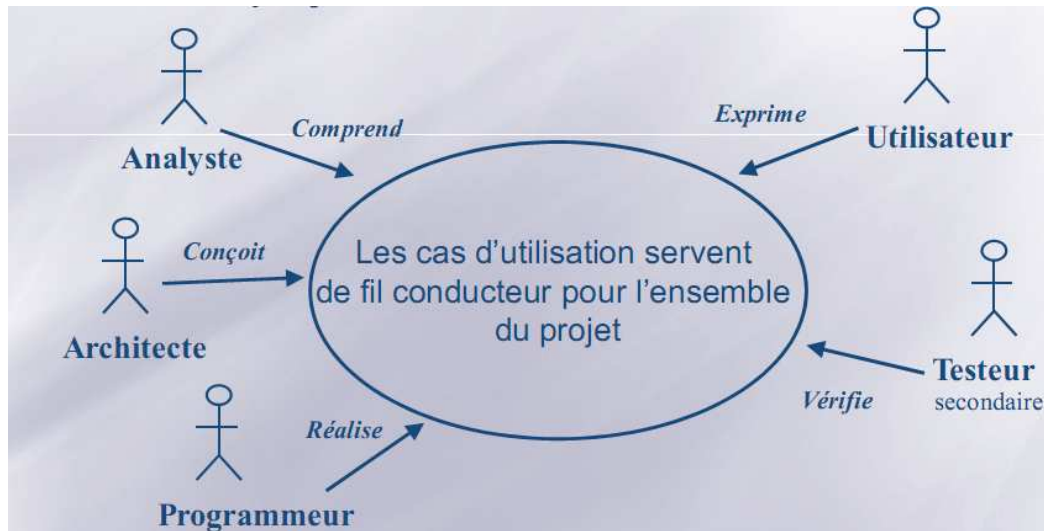 Comprend
Exprime
Analyste
Utilisateur
Conçoit
Les cas d'utilisation servent
de fil conducteur pour l'ensemble
du projet
Architecte
Testeur
secondaire
Vérifie
Réalise
Programmeur